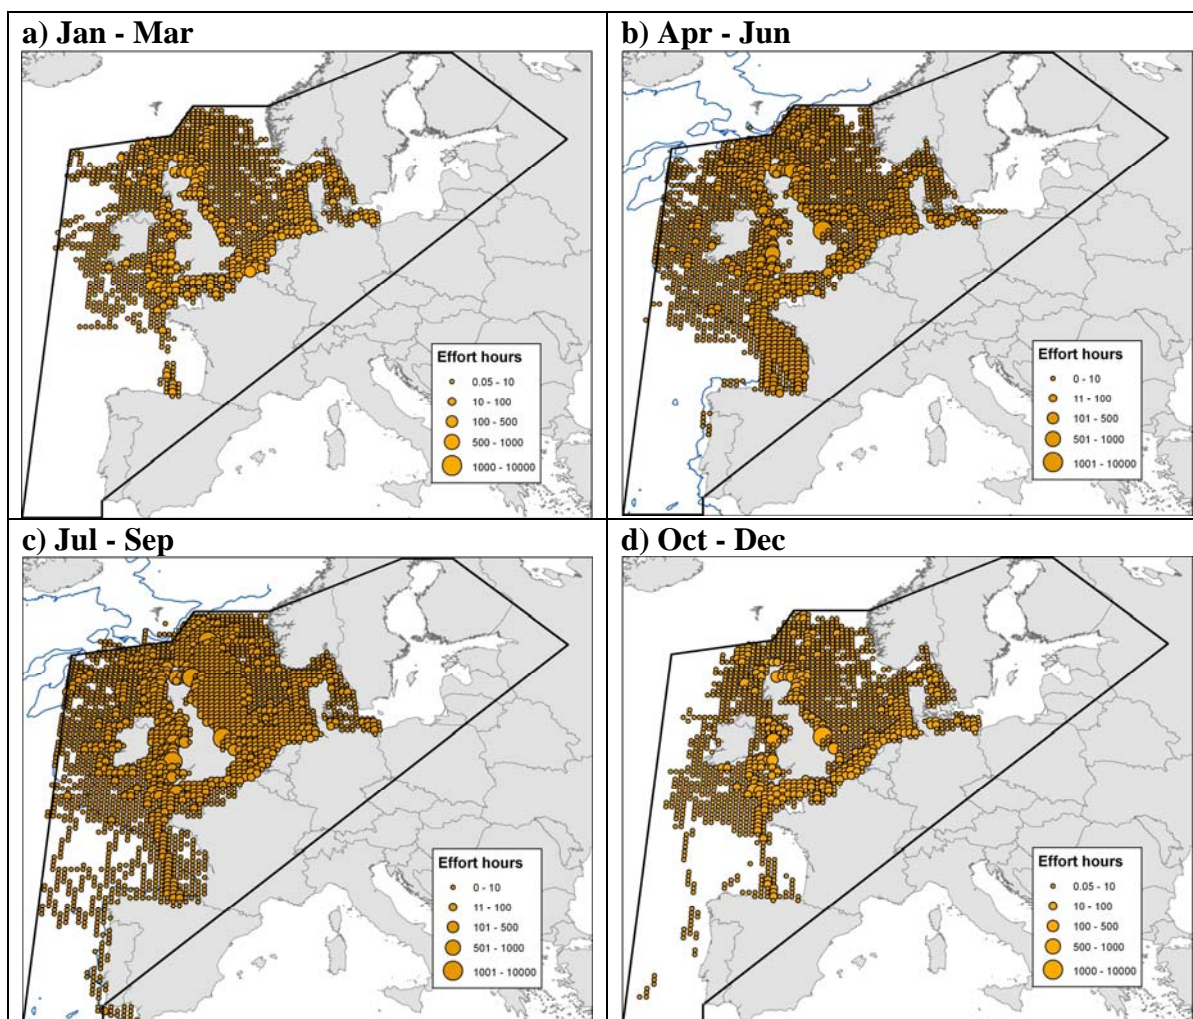 a) Jan - Mar
Effort hours
0.05 - 10
10 - 100
100 - 500
500 - 1000
1000 - 10000
b) Apr - Jun
Effort hours
0 - 10
11 - 100
101 - 500
501 - 1000
1001 - 10000
c) Jul - Sep
Effort hours
0 - 10
11 - 100
101 - 500
501 - 1000
1001 - 10000
d) Oct - Dec
Effort hours
0.05 - 10
10 - 100
100 - 500
500 - 1000
1000 - 10000